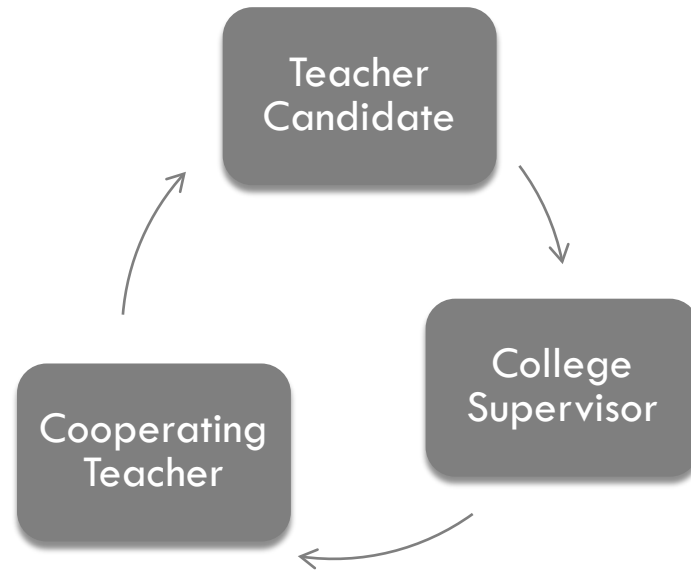 Teacher
Candidate
College
Supervisor
Cooperating
Teacher